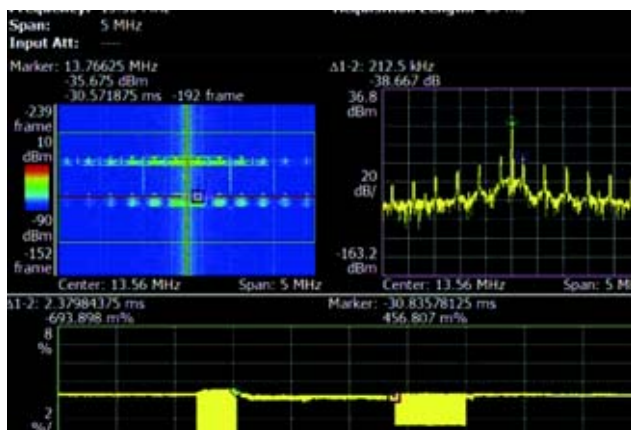 Span: 5 MHz
Input Att: ----
Marker: 13.76625 MHz
-35.675 dBm
-30.571875 ms -192 frame
-239
frame
10
dBm
-90
dBm
-152
frame
Center: 13.56 MHz Span: 5 MHz
Δ1-2: 212.5 kHz
-38.667 dB
36.8
dBm
20
dB/
-163.2
dBm
Center: 13.56 MHz Span: 5 M
Δ1-2: 2.37984375 ms
-693.898 m%
Marker: -30.83578125 ms
456.807 m%
8
%
2
%/